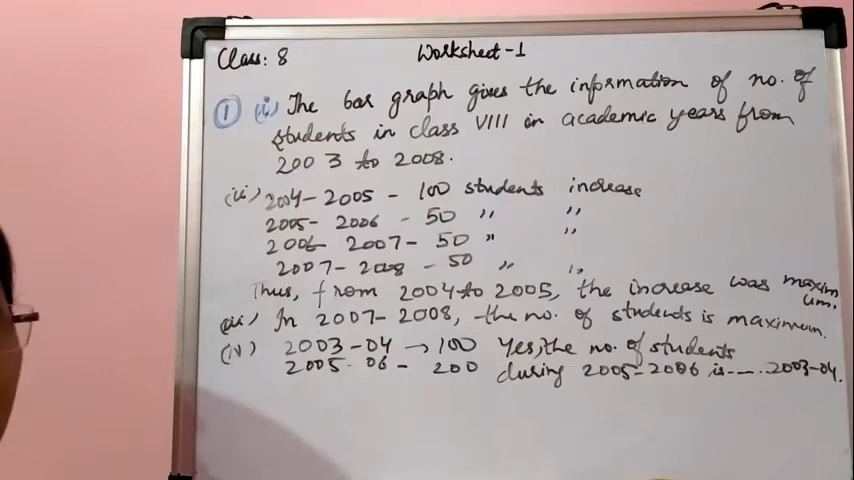 Class: 8 Worksheet-1
1 (i) The bar graph gives the information of no. of
students in class VIII in academic years from
2003 to 2008.
(ii) 2004-2005 - 100 students increase
2005-2006 - 50 " "
2006-2007 - 50 " "
2007-2008 - 50 " "
Thus, from 2004 to 2005, the increase was maximum.
(iii) In 2007-2008, the no. of students is maximum.
(iv) 2003-04 → 100 Yes, the no. of students
2005-06 - 200 during 2005-2006 is---..2003-04.